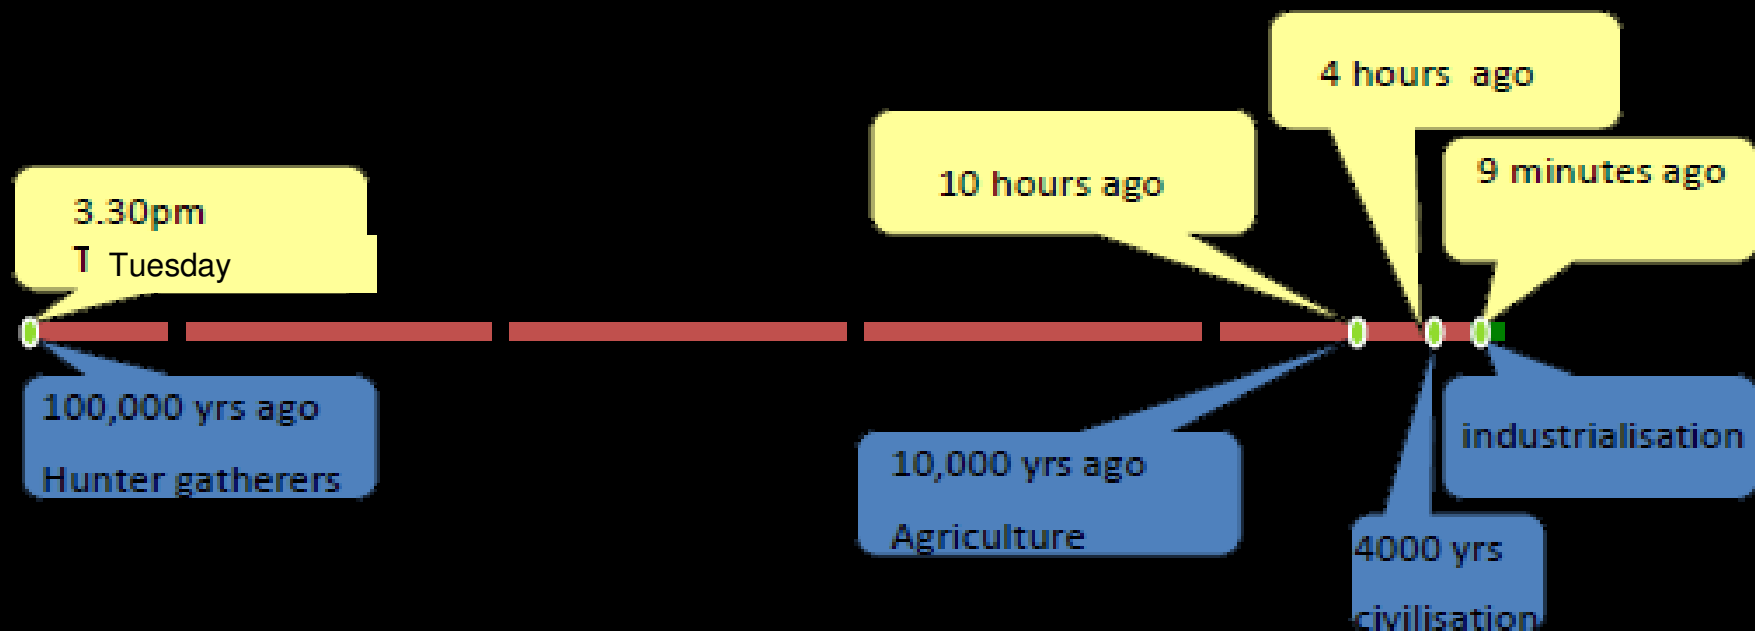 4 hours ago
10 hours ago
9 minutes ago
3.30pm
T Tuesday
100,000 yrs ago
Hunter gatherers
10,000 yrs ago
Agriculture
industrialisation
4000 yrs
civilisation